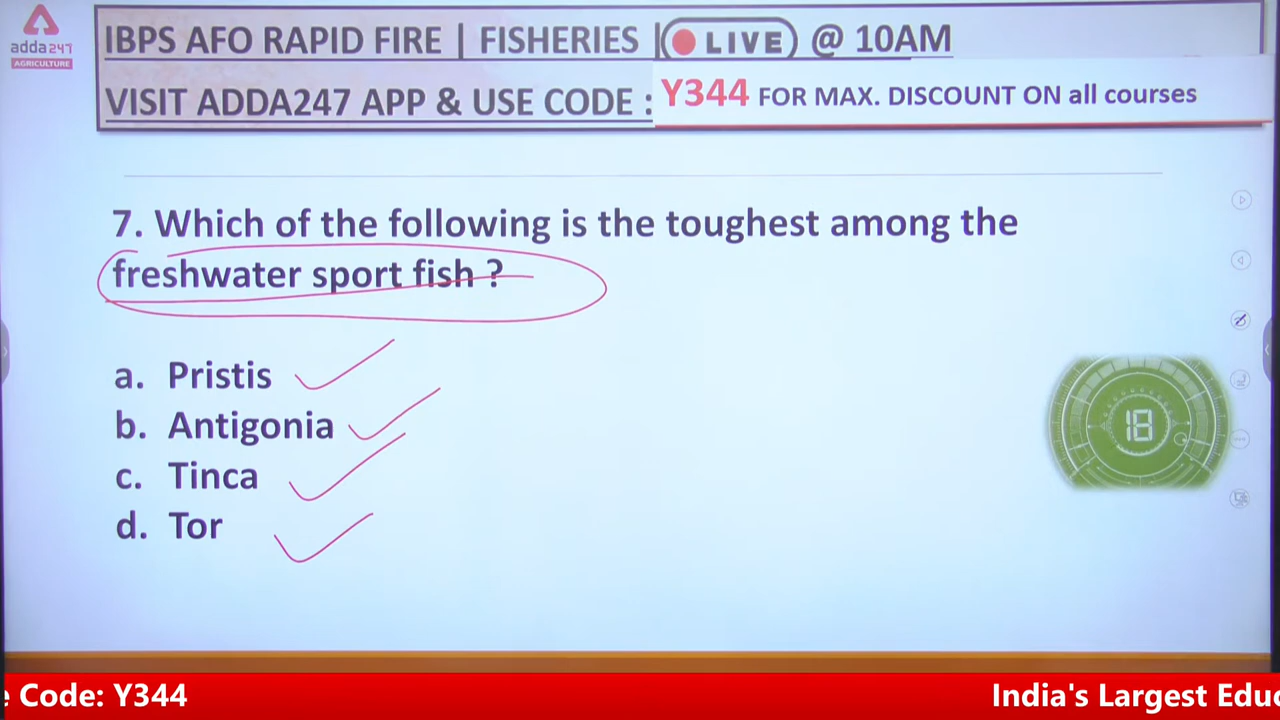 adda247
AGRICULTURE
IBPS AFO RAPID FIRE | FISHERIES | LIVE @ 10AM
VISIT ADDA247 APP & USE CODE : Y344 FOR MAX. DISCOUNT ON all courses
7. Which of the following is the toughest among the
freshwater sport fish ?
a. Pristis
b. Antigonia
c. Tinca
d. Tor
18
e Code: Y344
India's Largest Educ